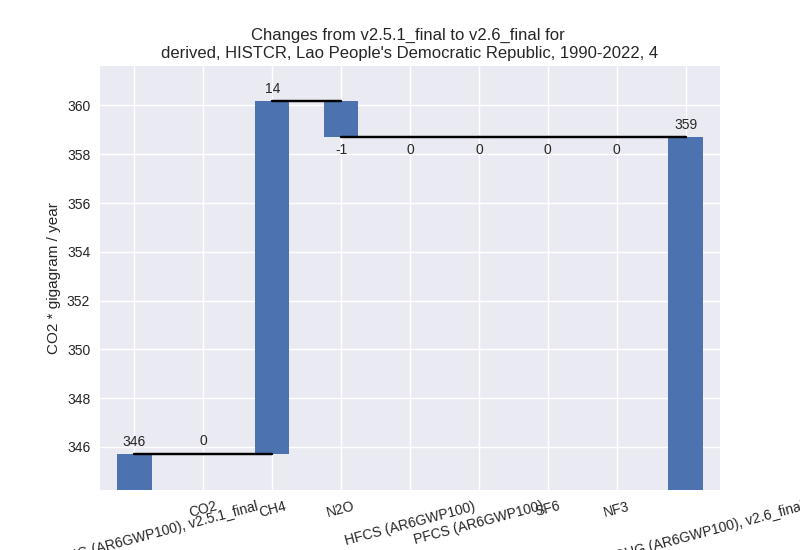 Changes from v2.5.1_final to v2.6_final for
derived, HISTCR, Lao People's Democratic Republic, 1990-2022, 4
CO2 * gigagram / year
360
358
356
354
352
350
348
346
346
0
14
-1
0
0
0
0
359
(AR6GWP100), v2.5.1_final
CO2
CH4
N2O
HFCS (AR6GWP100)
PFCS (AR6GWP100)
SF6
NF3
(AR6GWP100), v2.6_final